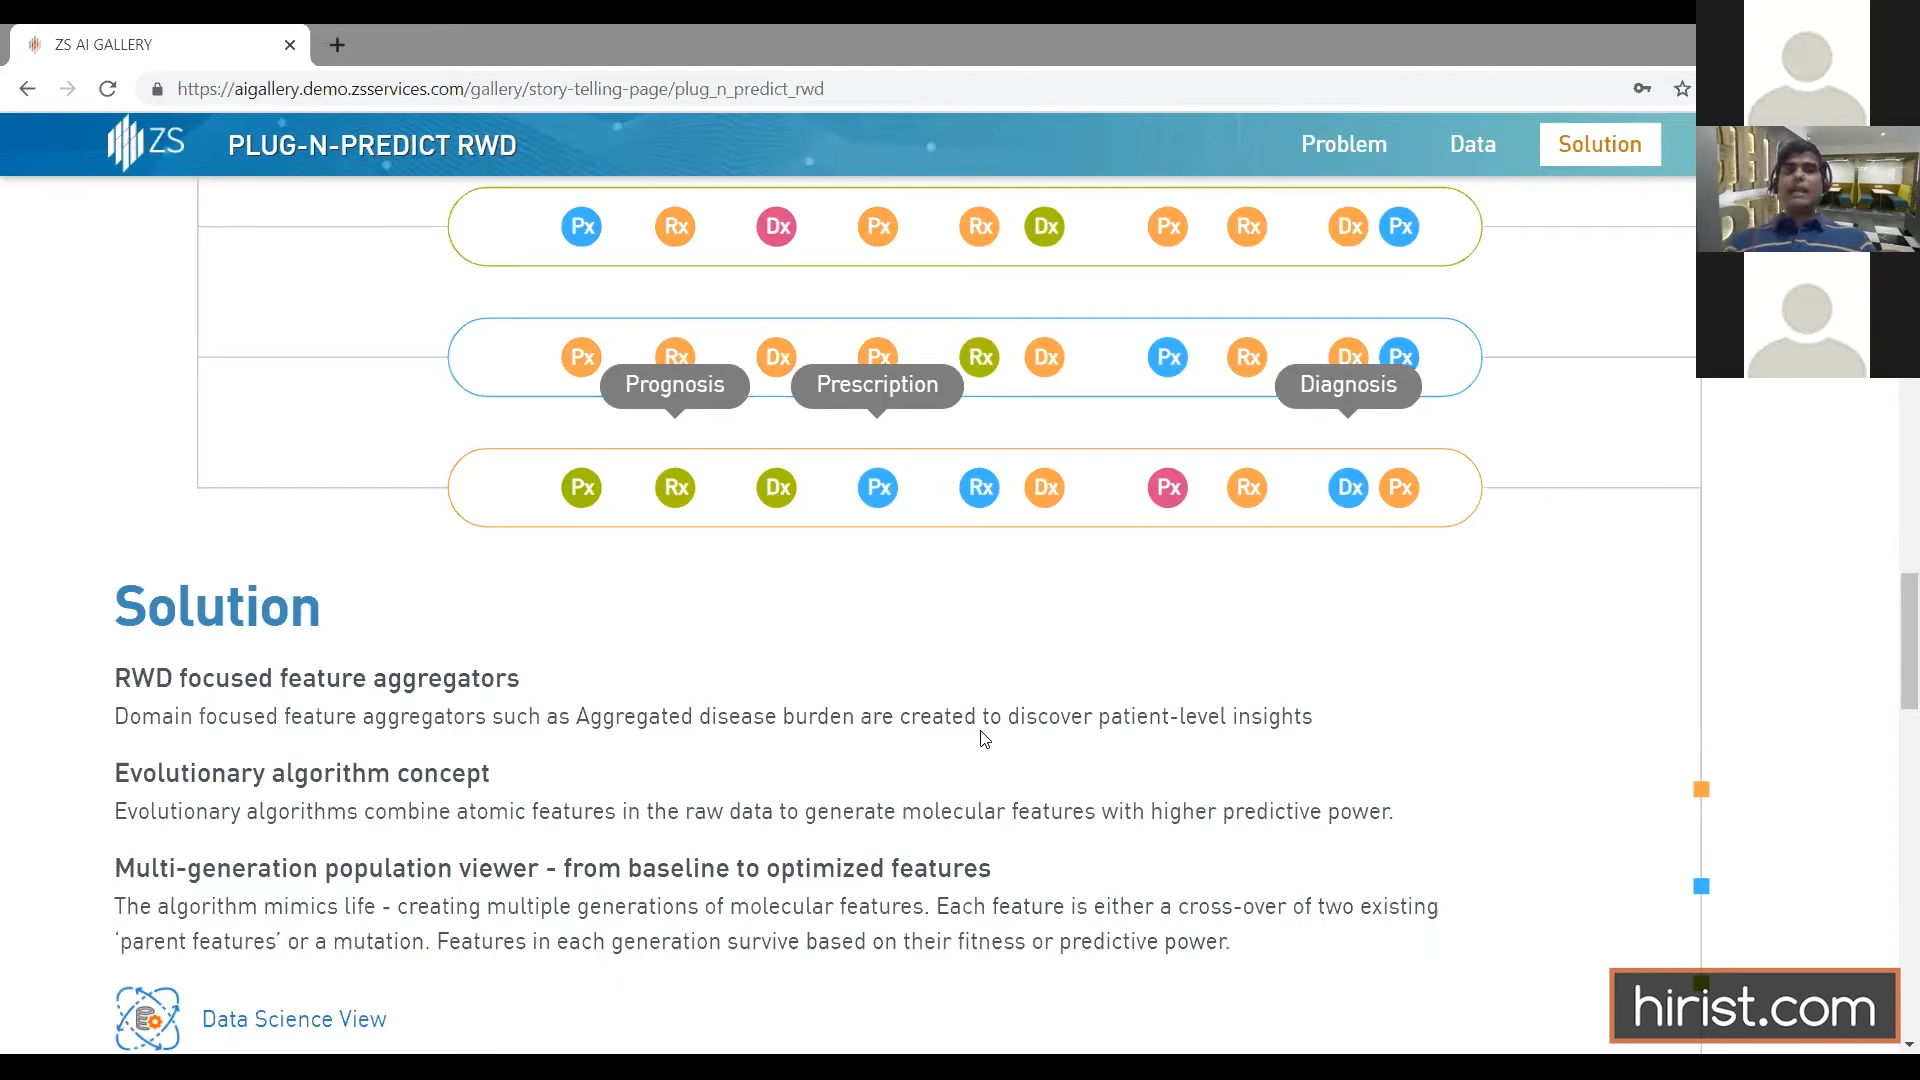 ZS AI GALLERY
https://aigallery.demo.zsservices.com/gallery/story-telling-page/plug_n_predict_rwd
ZS PLUG-N-PREDICT RWD Problem Data Solution
Px Rx Dx Px Rx Dx Px Rx Dx Px
Px Rx Dx Px Rx Dx Px Rx Dx Px
Prognosis Prescription Diagnosis
Px Rx Dx Px Rx Dx Px Rx Dx Px
Solution
RWD focused feature aggregators
Domain focused feature aggregators such as Aggregated disease burden are created to discover patient-level insights
Evolutionary algorithm concept
Evolutionary algorithms combine atomic features in the raw data to generate molecular features with higher predictive power.
Multi-generation population viewer - from baseline to optimized features
The algorithm mimics life - creating multiple generations of molecular features. Each feature is either a cross-over of two existing
‘parent features’ or a mutation. Features in each generation survive based on their fitness or predictive power.
Data Science View
hirist.com